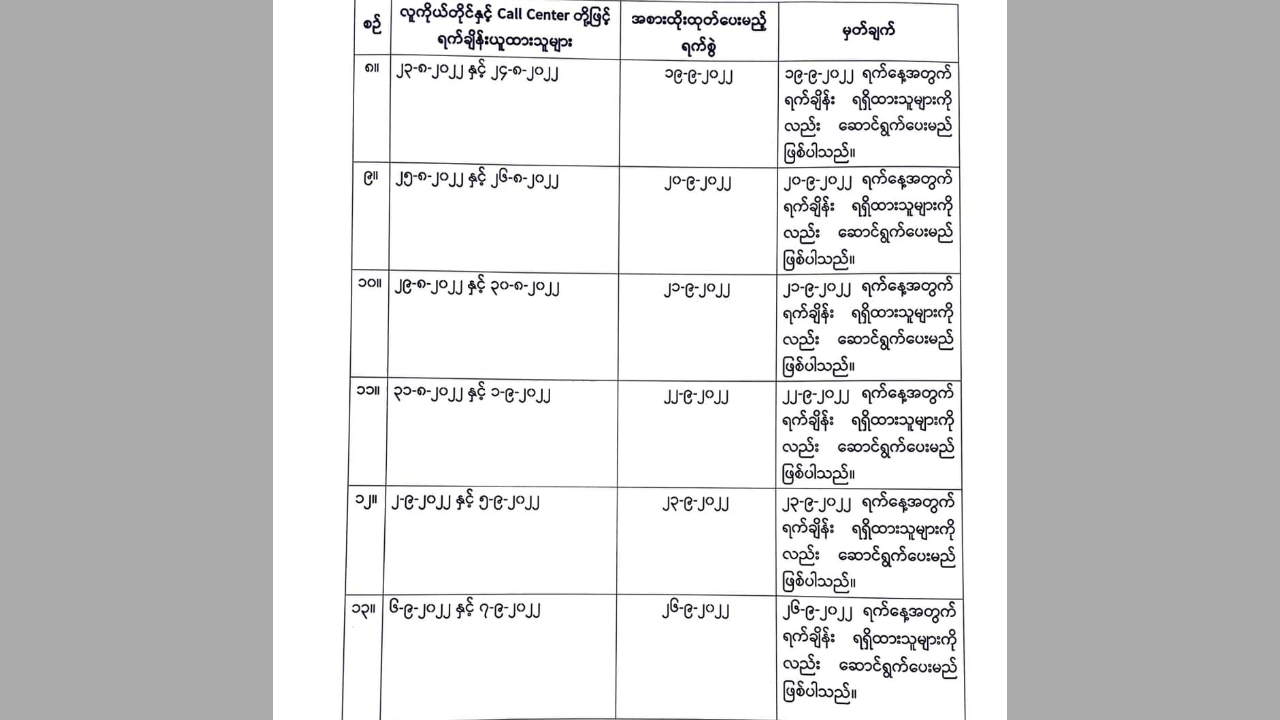 စဉ်
လူကိုယ်တိုင်နှင့် Call Center တို့ဖြင့်
ရက်ချိန်းယူထားသူများ
အစားထိုးထုတ်ပေးမည့်
ရက်စွဲ
မှတ်ချက်
၈။
၂၃-၈-၂၀၂၂ နှင့် ၂၄-၈-၂၀၂၂
၁၉-၉-၂၀၂၂
၁၉-၉-၂၀၂၂ ရက်နေ့အတွက်
ရက်ချိန်း ရရှိထားသူများကို
လည်း ဆောင်ရွက်ပေးမည်
ဖြစ်ပါသည်။
၉။
၂၅-၈-၂၀၂၂ နှင့် ၂၆-၈-၂၀၂၂
၂၀-၉-၂၀၂၂
၂၀-၉-၂၀၂၂ ရက်နေ့အတွက်
ရက်ချိန်း ရရှိထားသူများကို
လည်း ဆောင်ရွက်ပေးမည်
ဖြစ်ပါသည်။
၁၀။
၂၉-၈-၂၀၂၂ နှင့် ၃၀-၈-၂၀၂၂
၂၁-၉-၂၀၂၂
၂၁-၉-၂၀၂၂ ရက်နေ့အတွက်
ရက်ချိန်း ရရှိထားသူများကို
လည်း ဆောင်ရွက်ပေးမည်
ဖြစ်ပါသည်။
၁၁။
၃၁-၈-၂၀၂၂ နှင့် ၁-၉-၂၀၂၂
၂၂-၉-၂၀၂၂
၂၂-၉-၂၀၂၂ ရက်နေ့အတွက်
ရက်ချိန်း ရရှိထားသူများကို
လည်း ဆောင်ရွက်ပေးမည်
ဖြစ်ပါသည်။
၁၂။
၂-၉-၂၀၂၂ နှင့် ၅-၉-၂၀၂၂
၂၃-၉-၂၀၂၂
၂၃-၉-၂၀၂၂ ရက်နေ့အတွက်
ရက်ချိန်း ရရှိထားသူများကို
လည်း ဆောင်ရွက်ပေးမည်
ဖြစ်ပါသည်။
၁၃။
၆-၉-၂၀၂၂ နှင့် ၇-၉-၂၀၂၂
၂၆-၉-၂၀၂၂
၂၆-၉-၂၀၂၂ ရက်နေ့အတွက်
ရက်ချိန်း ရရှိထားသူများကို
လည်း ဆောင်ရွက်ပေးမည်
ဖြစ်ပါသည်။